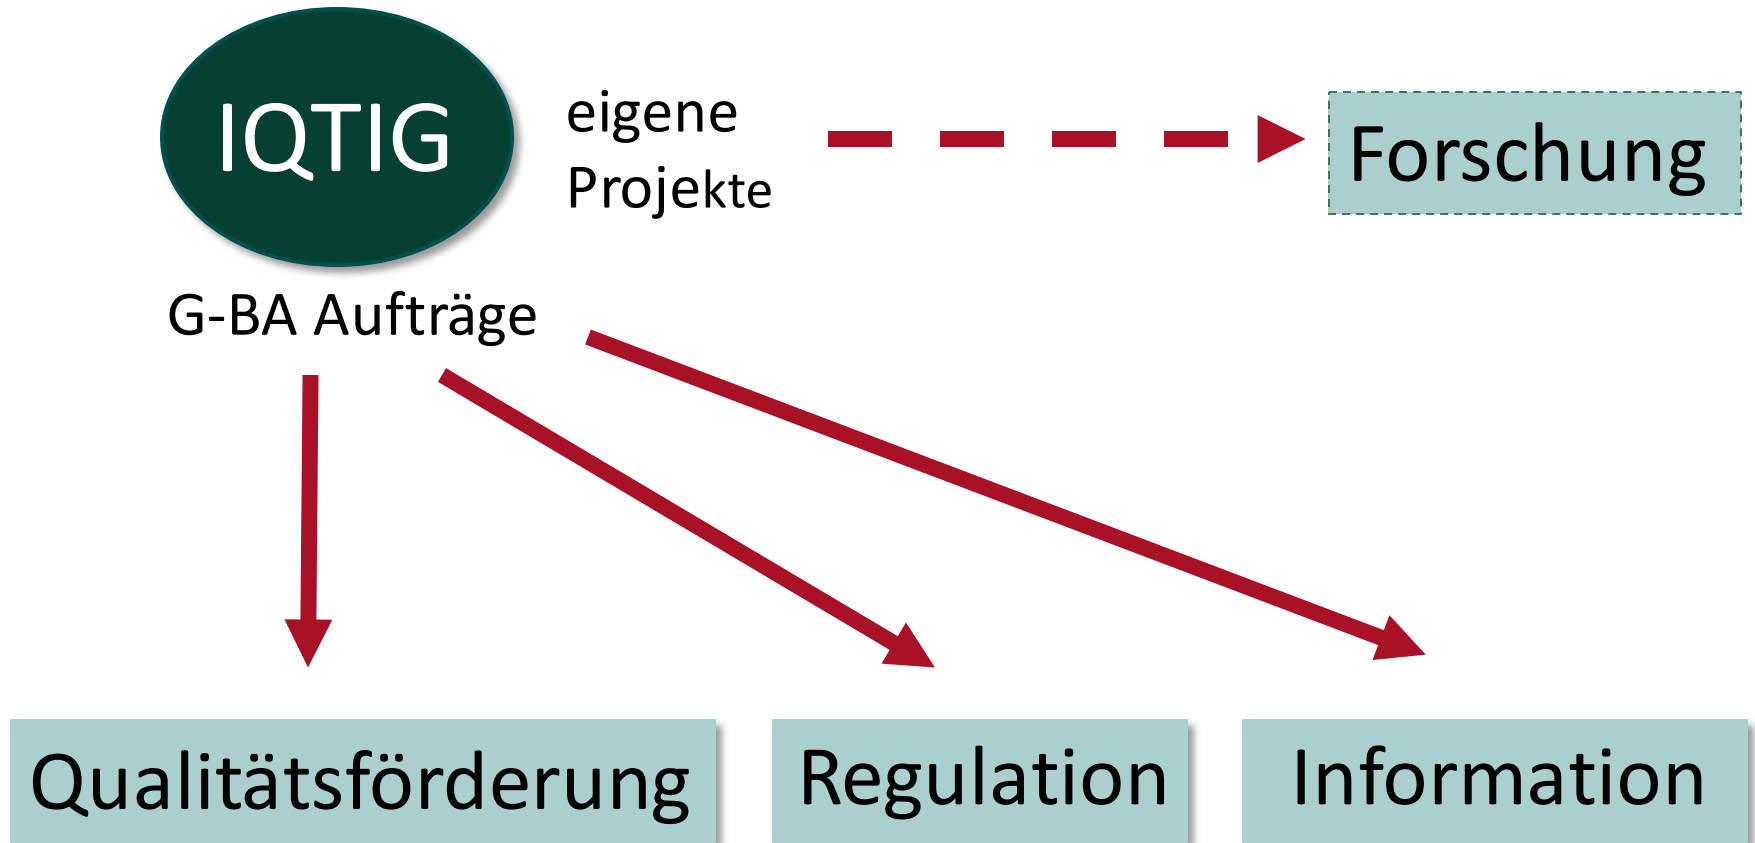 IQTIG
eigene
Projekte
Forschung
G-BA Aufträge
Qualitätsförderung
Regulation
Information